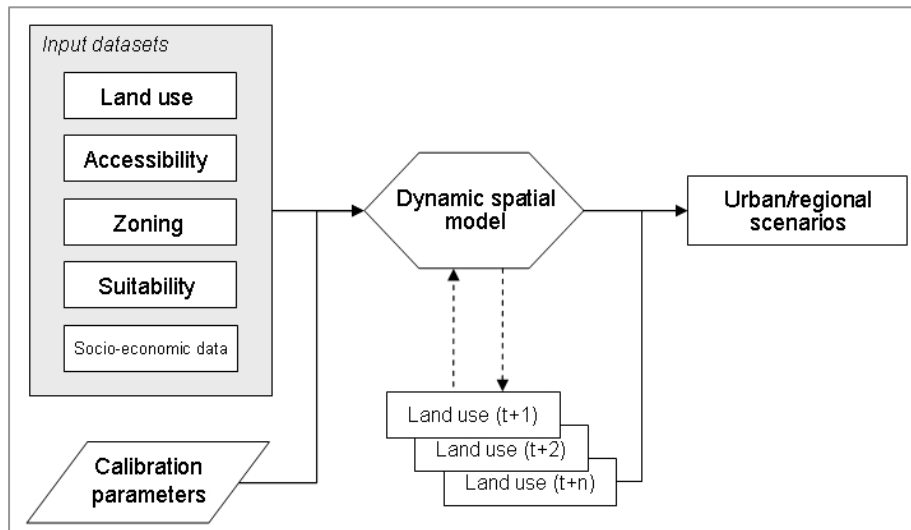 Input datasets
Land use
Accessibility
Zoning
Suitability
Socio-economic data
Calibration
parameters
Dynamic spatial
model
Land use (t+1)
Land use (t+2)
Land use (t+n)
Urban/regional
scenarios